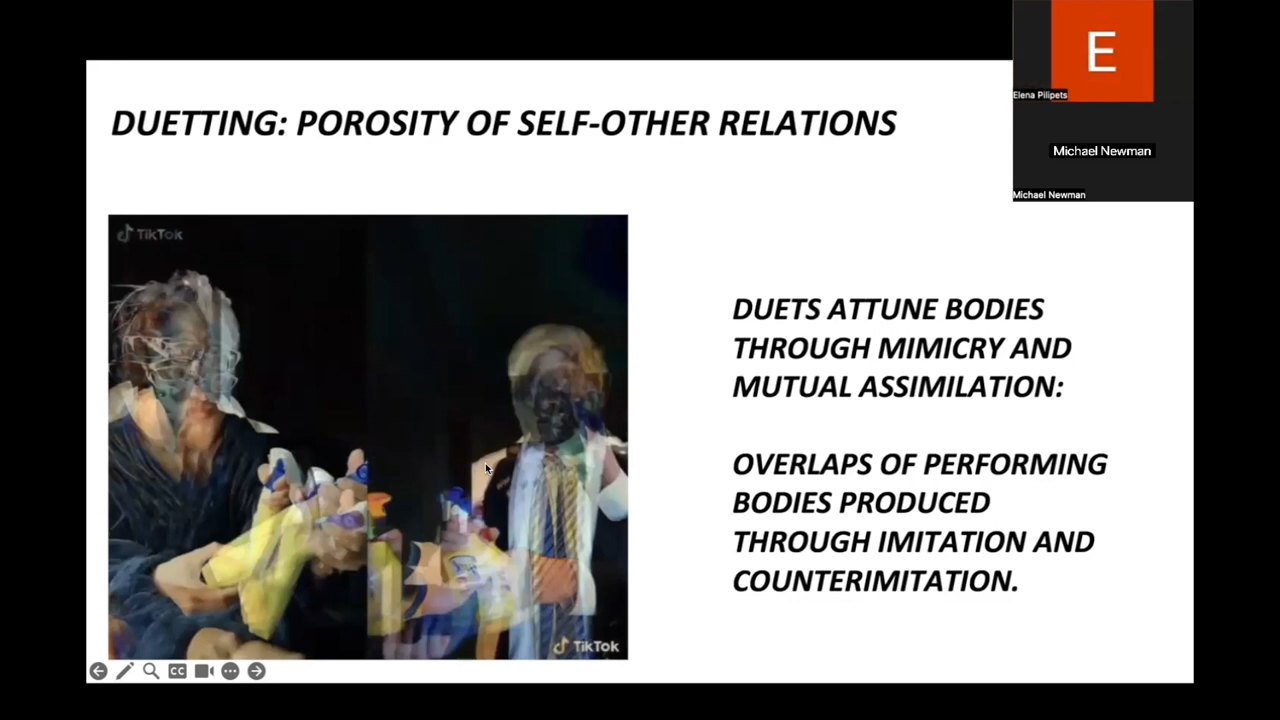 E
Elena Pilipets
Michael Newman
Michael Newman
DUETTING: POROSITY OF SELF-OTHER RELATIONS
TikTok
DUETS ATTUNE BODIES
THROUGH MIMICRY AND
MUTUAL ASSIMILATION:
OVERLAPS OF PERFORMING
BODIES PRODUCED
THROUGH IMITATION AND
COUNTERIMITATION.
TikTok
CC